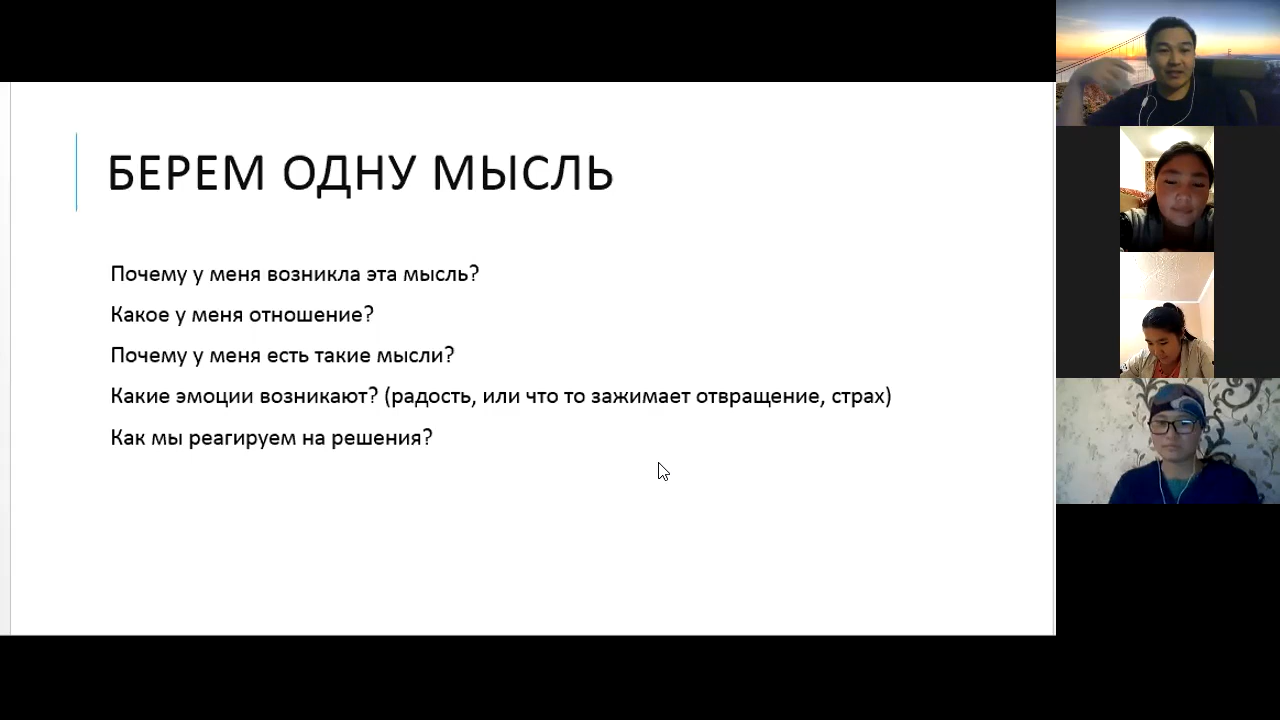 БЕРЕМ ОДНУ МЫСЛЬ
Почему у меня возникла эта мысль?
Какое у меня отношение?
Почему у меня есть такие мысли?
Какие эмоции возникают? (радость, или что то зажимает отвращение, страх)
Как мы реагируем на решения?